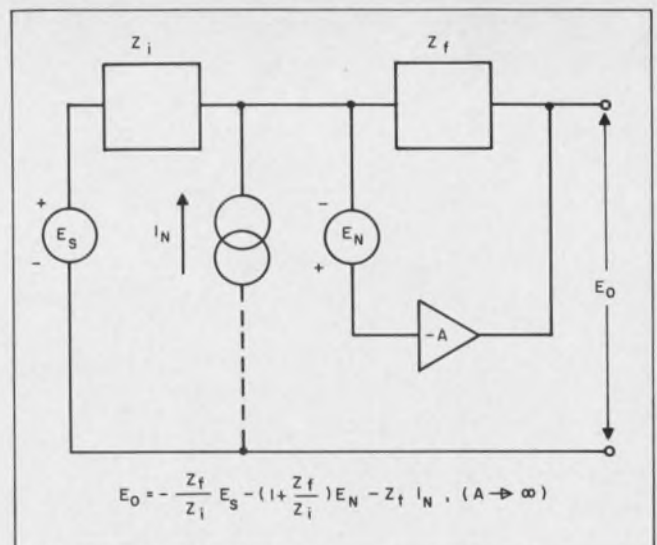 Z i
Z f
+
E S
-
I N
-
E N
+
-A
E O
E O = - Z f / Z i E S - (1 + Z f / Z i ) E N - Z f I N , ( A → ∞ )